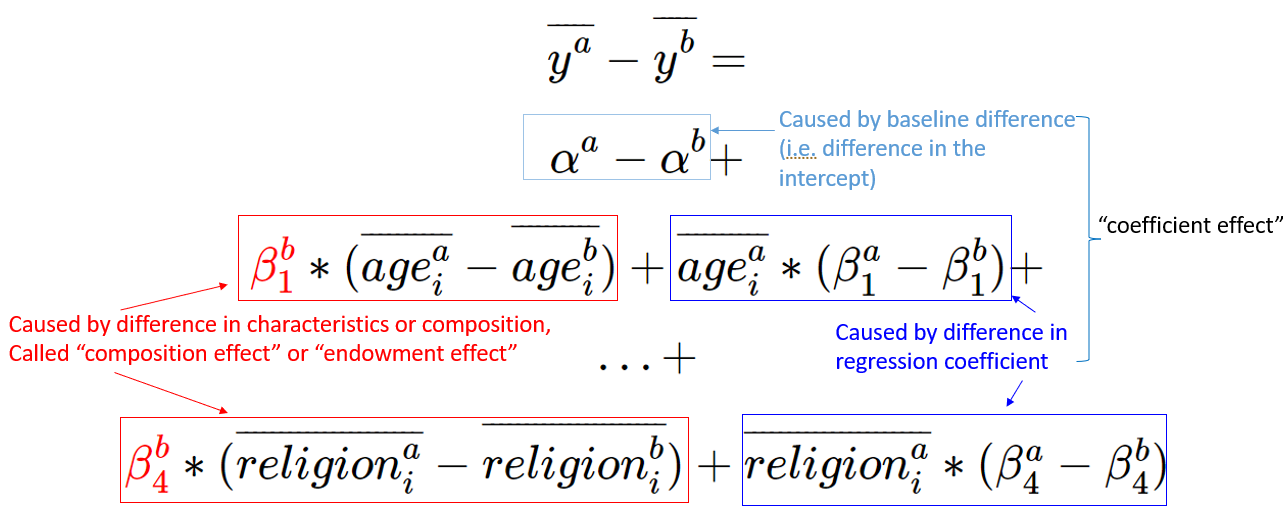 $\overline{y^a} - \overline{y^b} =$
$\alpha^a - \alpha^b +$
Caused by baseline difference
(i.e. difference in the
intercept)
“coefficient effect”
$\beta_1^b * (\overline{age_i^a} - \overline{age_i^b}) + \overline{age_i^a} * (\beta_1^a - \beta_1^b) +$
Caused by difference in characteristics or composition,
Called “composition effect” or “endowment effect”
Caused by difference in
regression coefficient
$\ldots +$
$\beta_4^b * (\overline{religion_i^a} - \overline{religion_i^b}) + \overline{religion_i^a} * (\beta_4^a - \beta_4^b)$